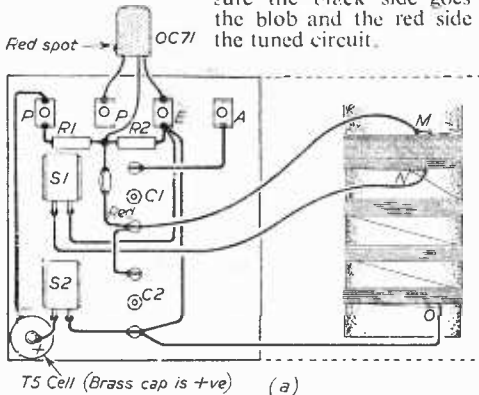 sure the black side goes
the blob and the red side
the tuned circuit.
Red spot
OC71
P
P
E
A
R1
R2
M
S1
C1
N
Red
S2
C2
O
+
T5 Cell (Brass cap is +ve)
(a)